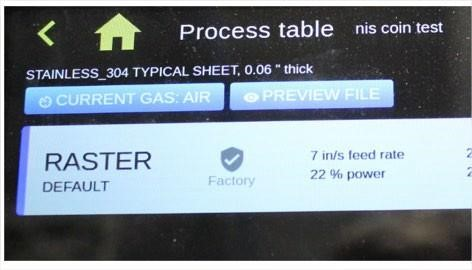 Process table nis coin test
STAINLESS_304 TYPICAL SHEET, 0.06 " thick
CURRENT GAS: AIR PREVIEW FILE
RASTER
DEFAULT
Factory
7 in/s feed rate
22 % power